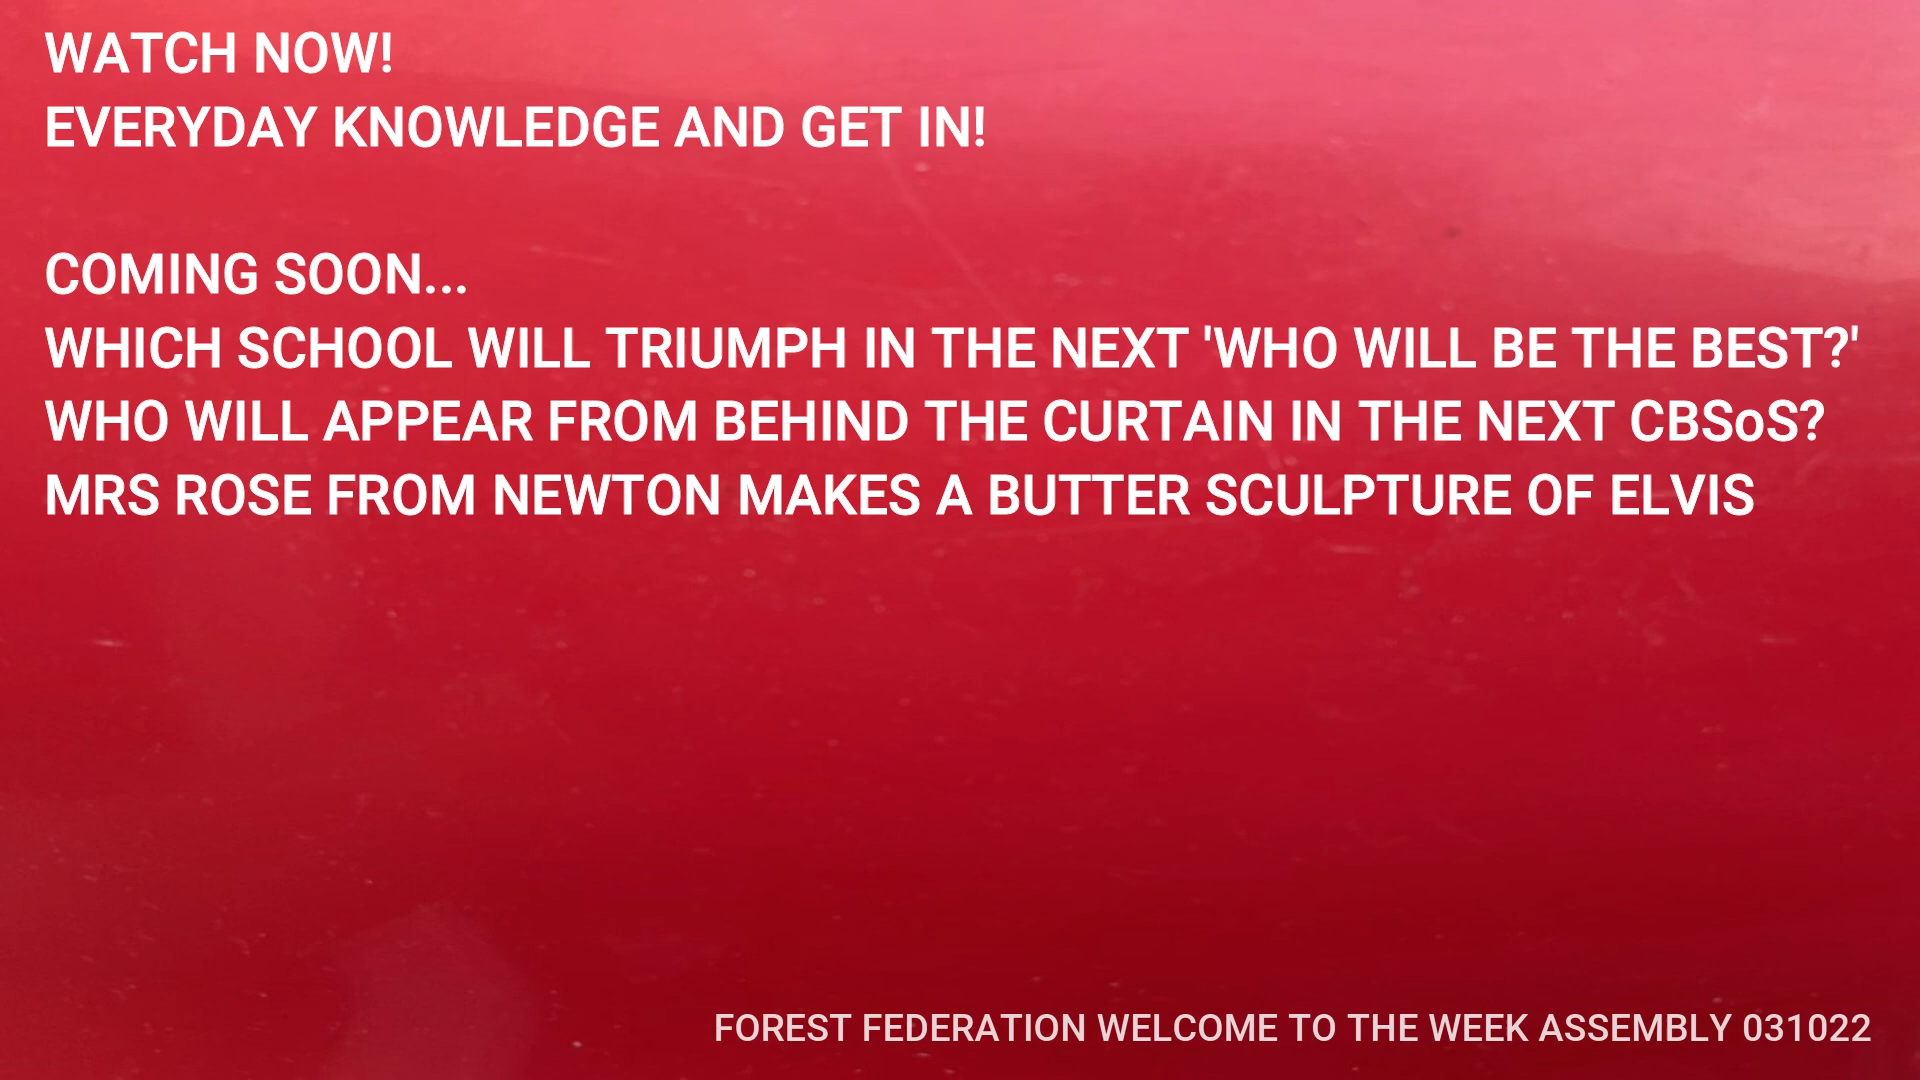 WATCH NOW!
EVERYDAY KNOWLEDGE AND GET IN!
COMING SOON...
WHICH SCHOOL WILL TRIUMPH IN THE NEXT 'WHO WILL BE THE BEST?'
WHO WILL APPEAR FROM BEHIND THE CURTAIN IN THE NEXT CBSoS?
MRS ROSE FROM NEWTON MAKES A BUTTER SCULPTURE OF ELVIS
FOREST FEDERATION WELCOME TO THE WEEK ASSEMBLY 031022